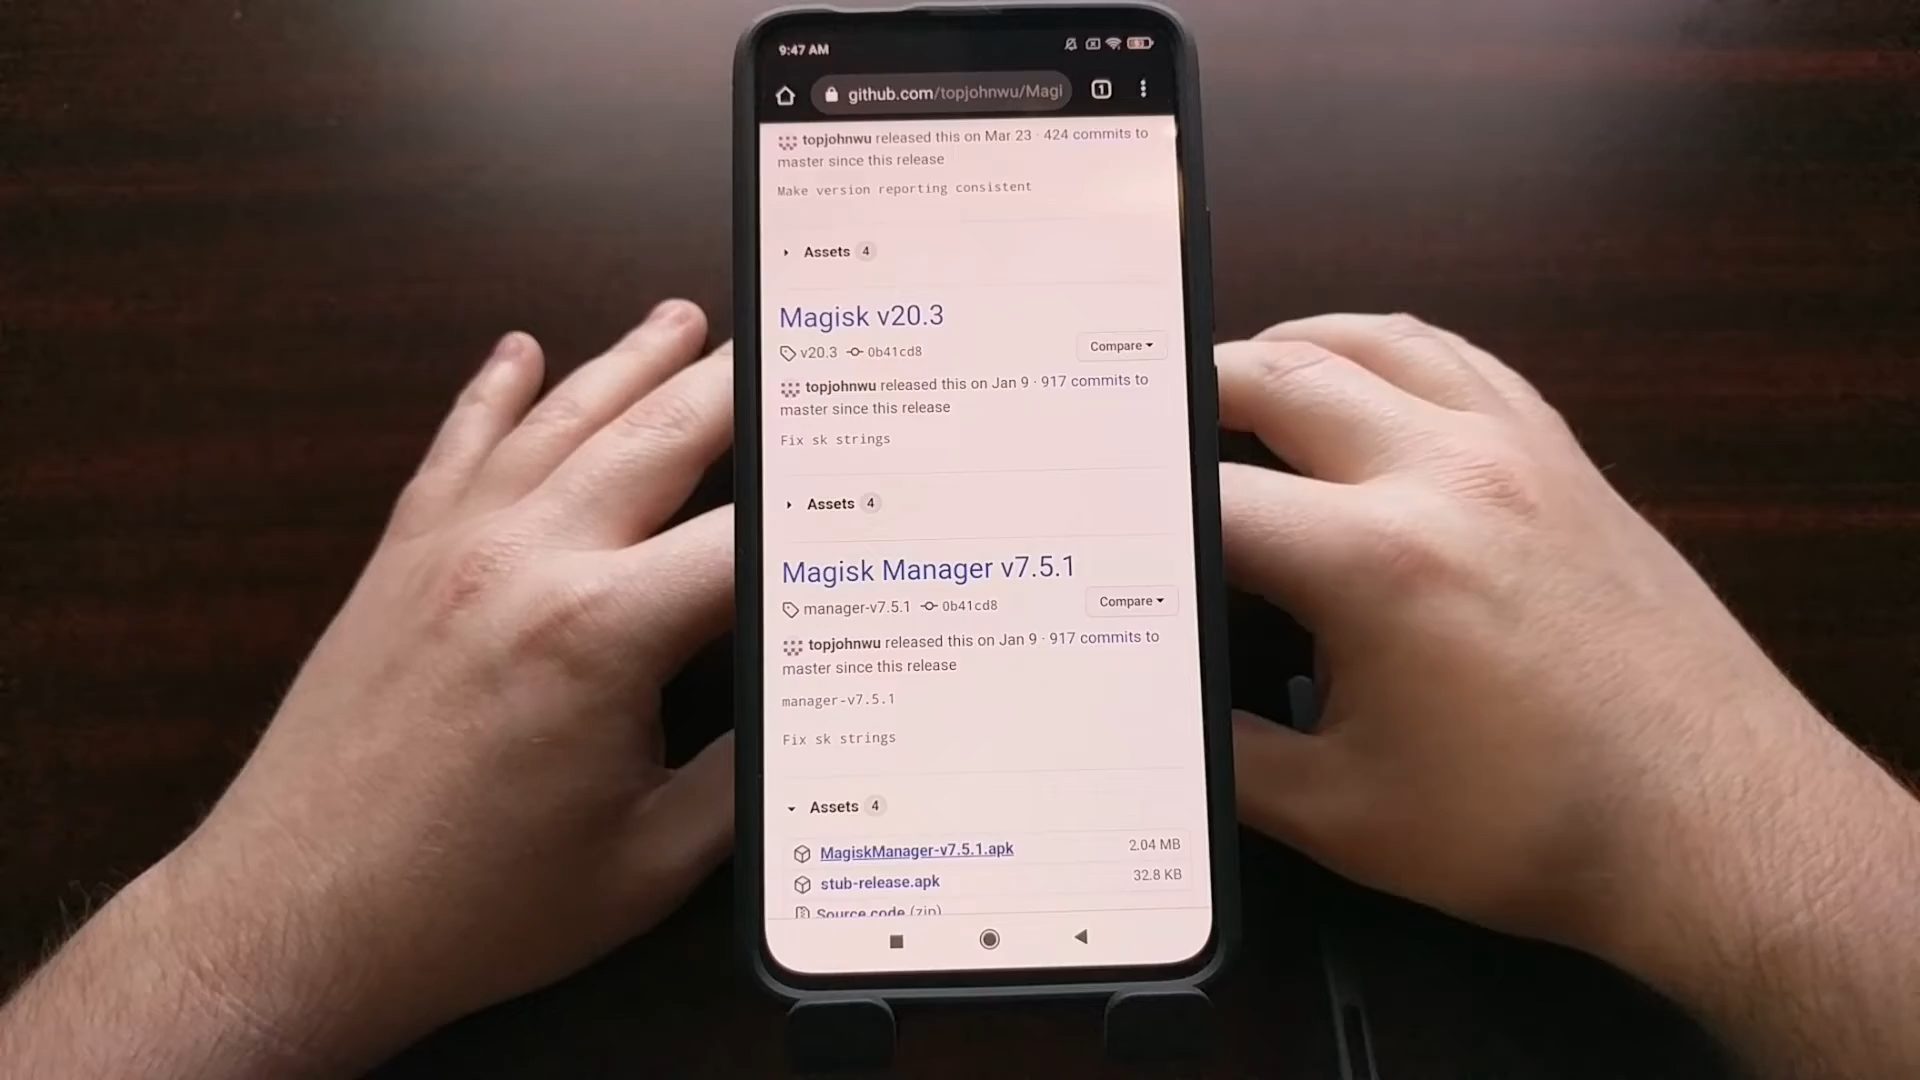 9:47 AM
github.com/topjohnwu/Magi
1
topjohnwu released this on Mar 23 · 424 commits to
master since this release
Make version reporting consistent
Assets 4
Magisk v20.3
v20.3 0b41cd8
Compare
topjohnwu released this on Jan 9 · 917 commits to
master since this release
Fix sk strings
Assets 4
Magisk Manager v7.5.1
manager-v7.5.1 0b41cd8
Compare
topjohnwu released this on Jan 9 · 917 commits to
master since this release
manager-v7.5.1
Fix sk strings
Assets 4
MagiskManager-v7.5.1.apk 2.04 MB
stub-release.apk 32.8 KB
Source code (zip)